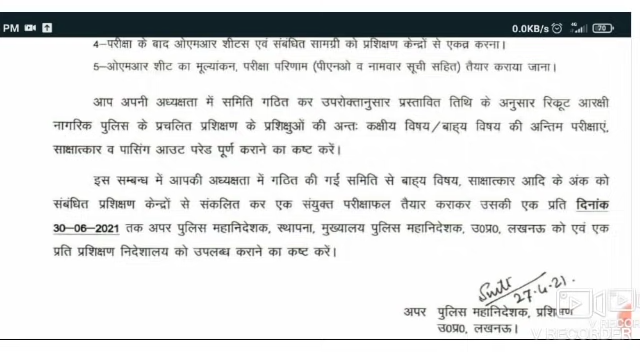 PM
0.0KB/s 70
4–परीक्षा के बाद ओएमआर शीटस एवं संबंधित सामग्री को प्रशिक्षण केन्द्रों से एकत्र करना।
5–ओएमआर शीट का मूल्यांकन, परीक्षा परिणाम (पीएनओ व नामवार सूची सहित) तैयार कराया जाना।
आप अपनी अध्यक्षता में समिति गठित कर उपरोक्तानुसार प्रस्तावित तिथि के अनुसार रिक्रूट आरक्षी
नागरिक पुलिस के प्रचलित प्रशिक्षण के प्रशिक्षुओं की अन्तः कक्षीय विषय/बाह्य विषय की अन्तिम परीक्षाएं,
साक्षात्कार व पासिंग आउट परेड पूर्ण कराने का कष्ट करें।
इस सम्बन्ध में आपकी अध्यक्षता में गठित की गई समिति से बाह्य विषय, साक्षात्कार आदि के अंक को
संबंधित प्रशिक्षण केन्द्रों से संकलित कर एक संयुक्त परीक्षाफल तैयार कराकर उसकी एक प्रति दिनांक
30–06–2021 तक अपर पुलिस महानिदेशक, स्थापना, मुख्यालय पुलिस महानिदेशक, उ0प्र0, लखनऊ को एवं एक
प्रति प्रशिक्षण निदेशालय को उपलब्ध कराने का कष्ट करें।
27.4.21.
अपर पुलिस महानिदेशक, प्रशिक्षण
उ0प्र0, लखनऊ।
V RECORDER